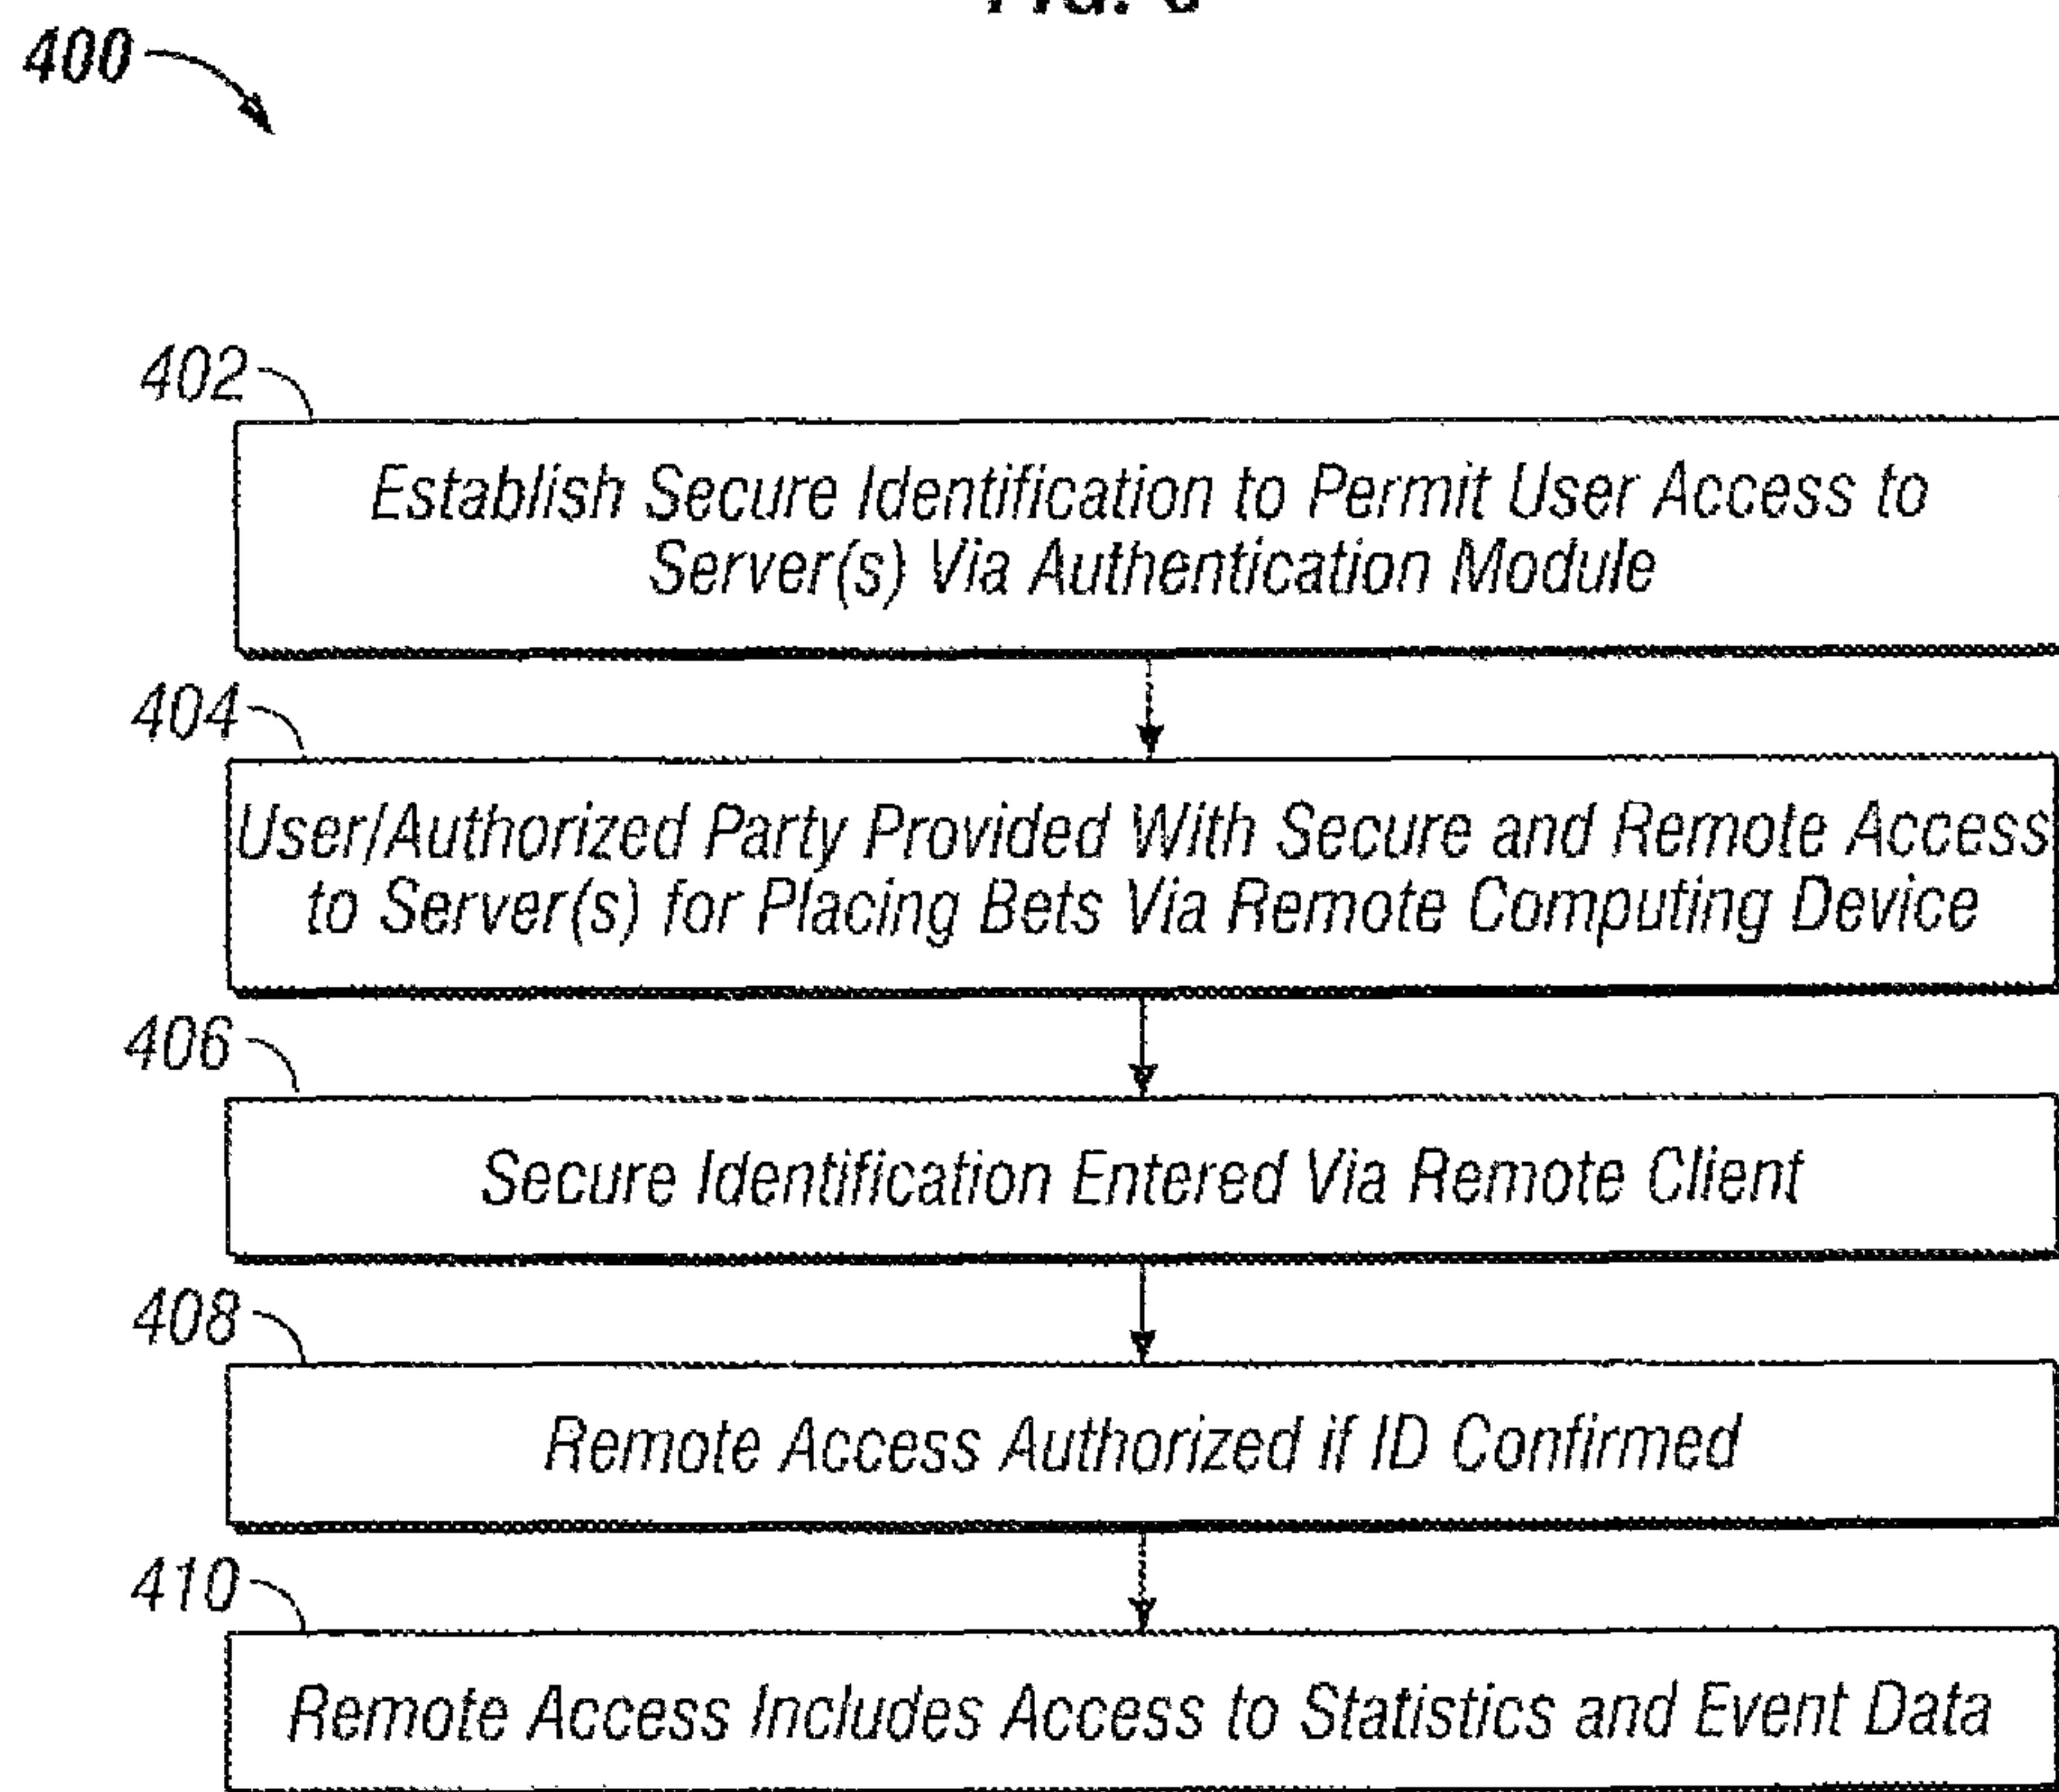 400
402
Establish Secure Identification to Permit User Access to
Server(s) Via Authentication Module
404
User/Authorized Party Provided With Secure and Remote Access
to Server(s) for Placing Bets Via Remote Computing Device
406
Secure Identification Entered Via Remote Client
408
Remote Access Authorized if ID Confirmed
410
Remote Access Includes Access to Statistics and Event Data